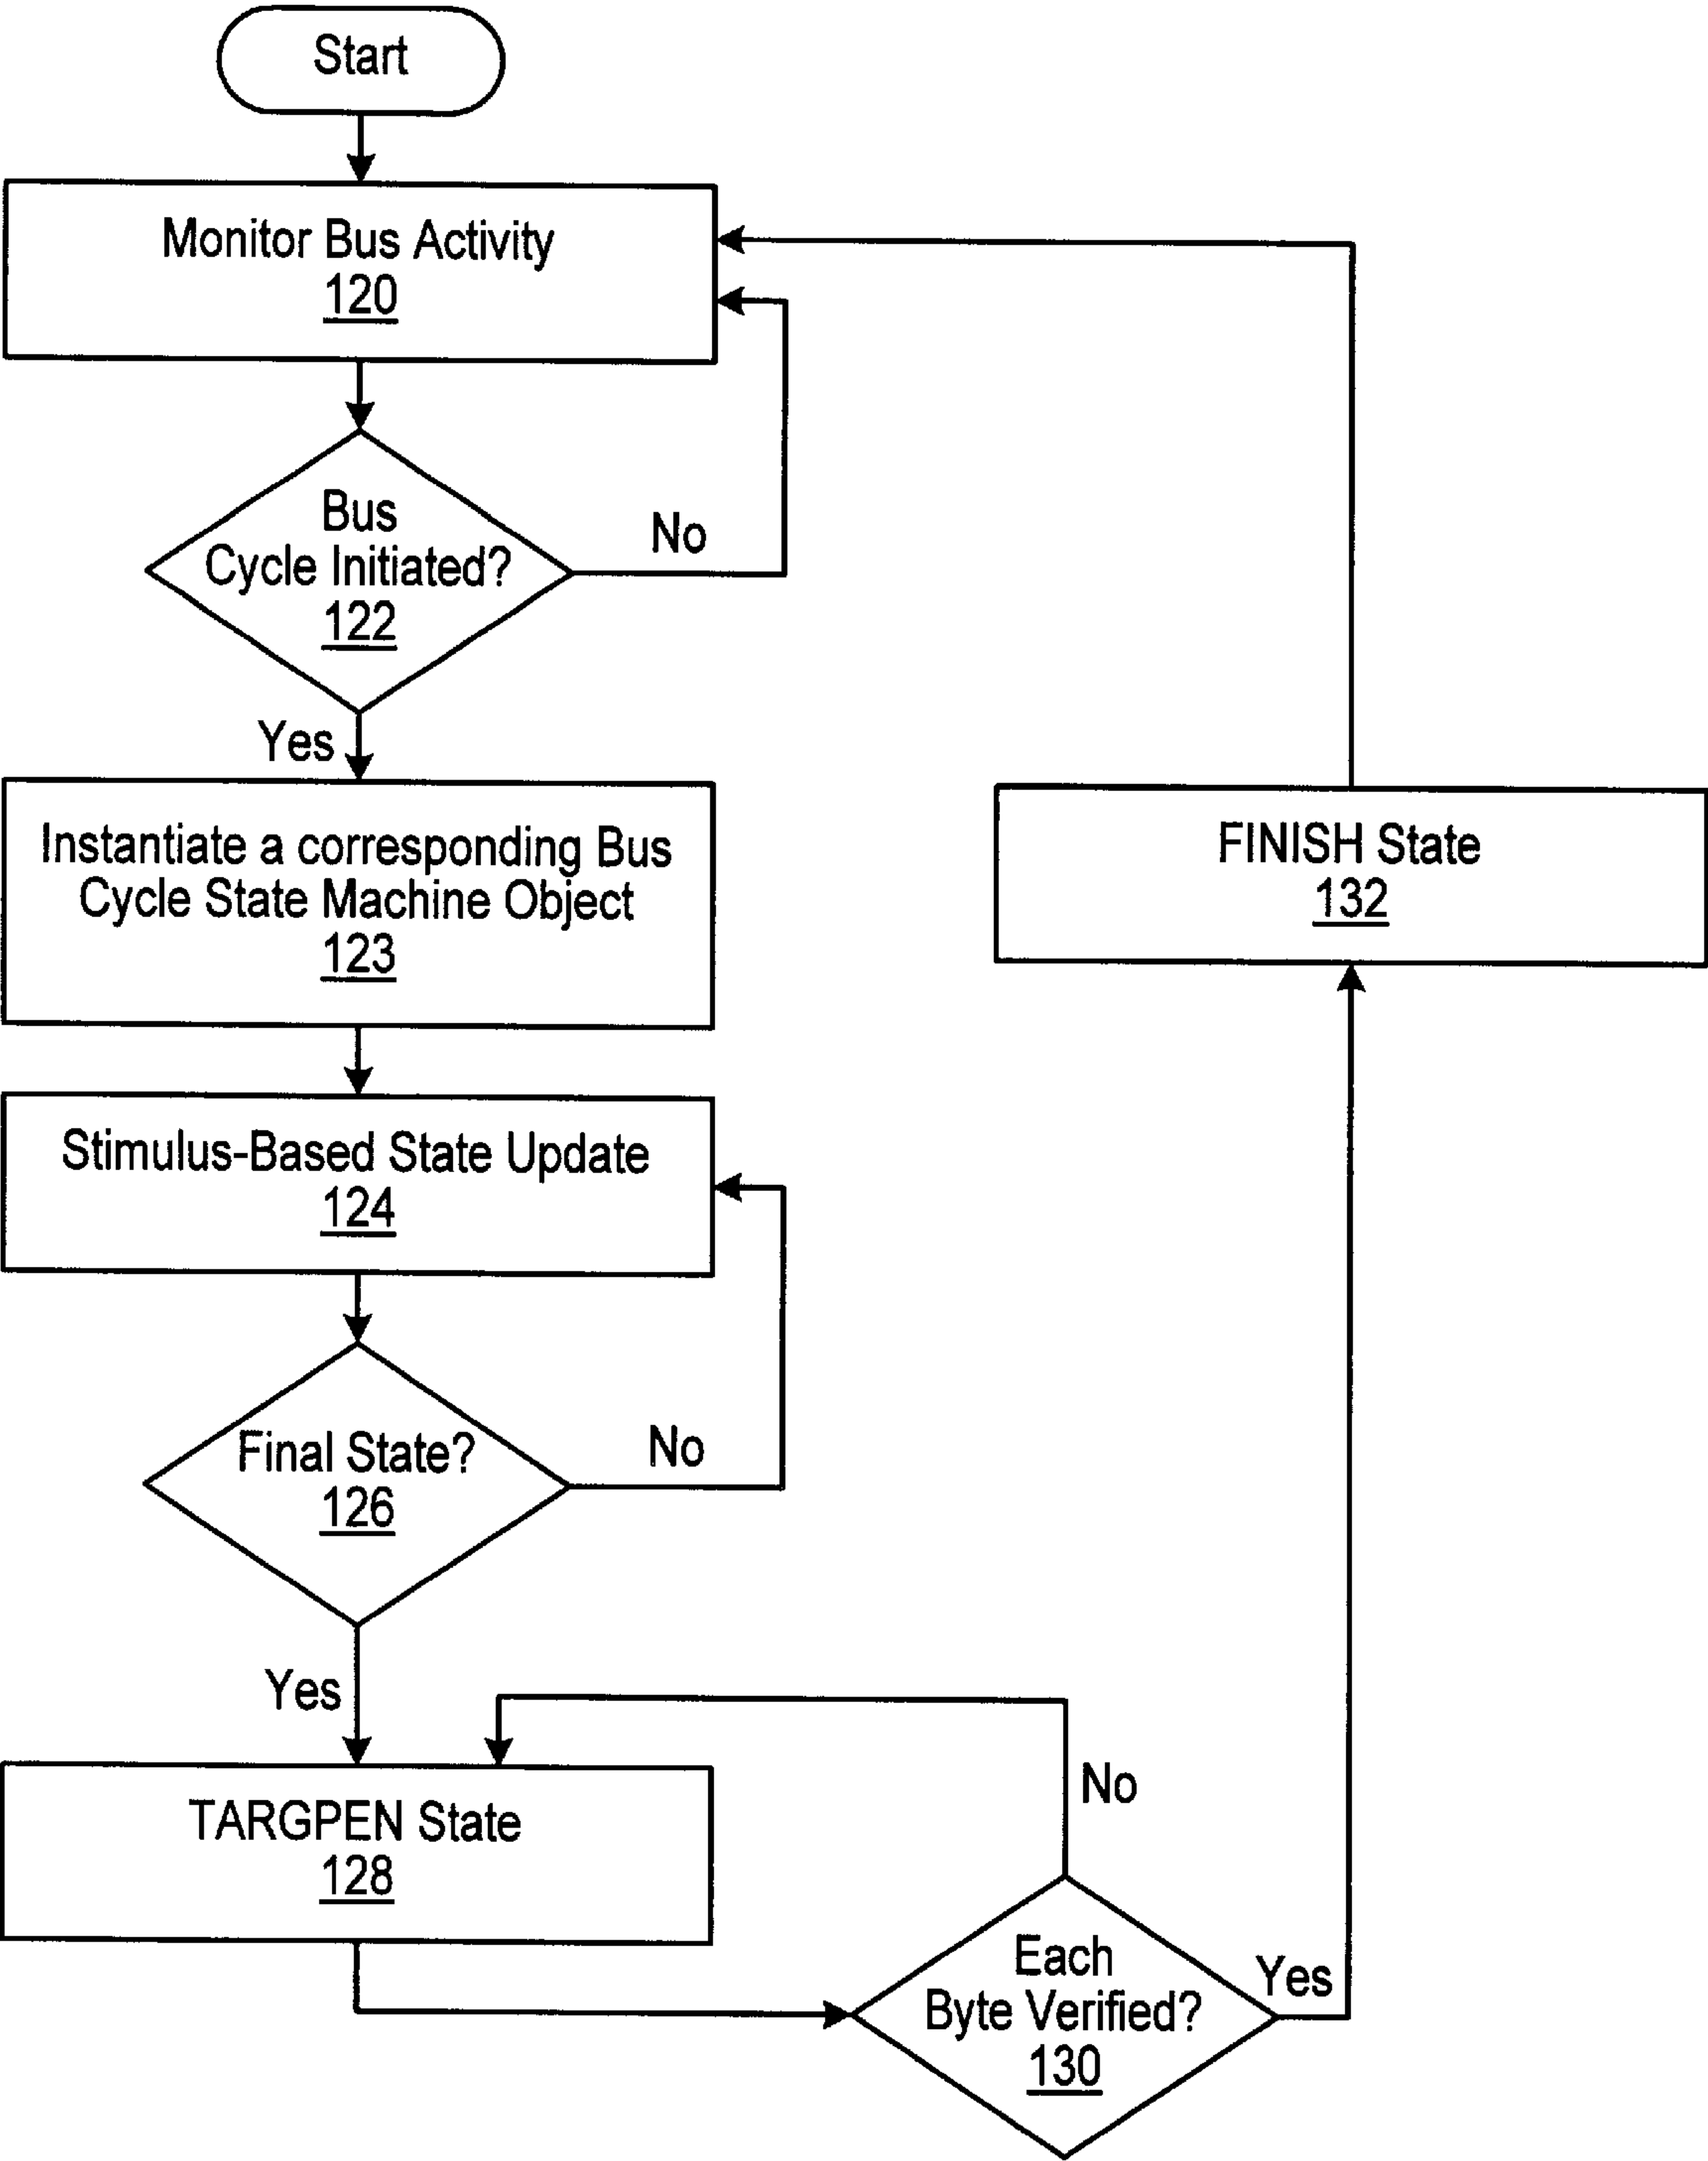 Start
Monitor Bus Activity
120
Bus
Cycle Initiated?
122
No
Yes
Instantiate a corresponding Bus
Cycle State Machine Object
123
FINISH State
132
Stimulus-Based State Update
124
Final State?
126
No
Yes
TARGPEN State
128
No
Each
Byte Verified?
130
Yes